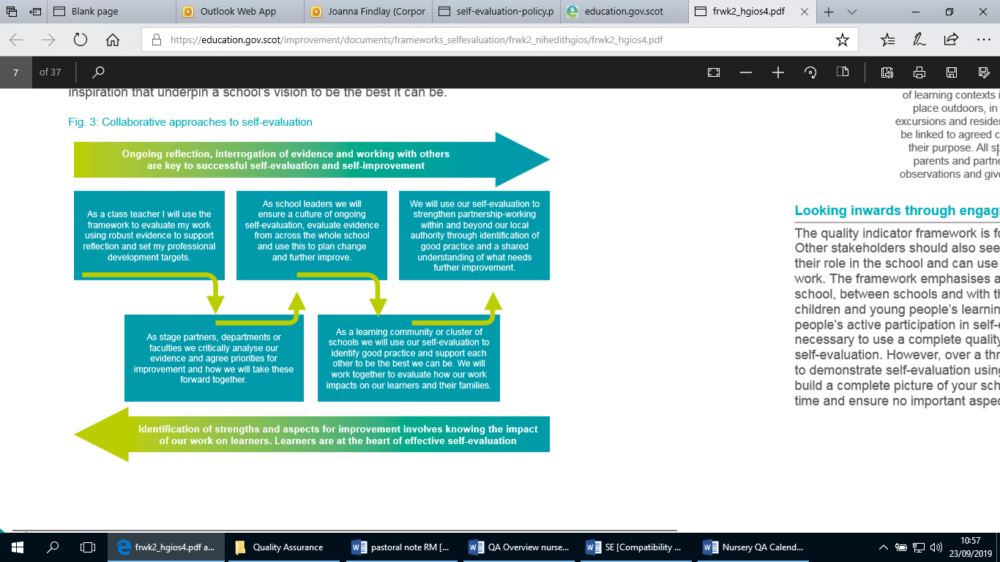 Blank page
Outlook Web App
Joanna Findlay (Corpor
self-evaluation-policy.p
education.gov.scot
frwk2_hgios4.pdf
https://education.gov.scot/improvement/documents/frameworks_selfevaluation/frwk2_nihedithgios/frwk2_hgios4.pdf
7 of 37
inspiration that underpin a school's vision to be the best it can be.
Fig. 3: Collaborative approaches to self-evaluation
Ongoing reflection, interrogation of evidence and working with others
are key to successful self-evaluation and self-improvement
As a class teacher I will use the
framework to evaluate my work
using robust evidence to support
reflection and set my professional
development targets.
As stage partners, departments or
faculties we critically analyse our
evidence and agree priorities for
improvement and how we will take these
forward together.
As school leaders we will
ensure a culture of ongoing
self-evaluation, evaluate evidence
from across the whole school
and use this to plan change
and further improve.
As a learning community or cluster of
schools we will use our self-evaluation to
identify good practice and support each
other to be the best we can be. We will
work together to evaluate how our work
impacts on our learners and their families.
We will use our self-evaluation to
strengthen partnership-working
within and beyond our local
authority through identification of
good practice and a shared
understanding of what needs
further improvement.
Identification of strengths and aspects for improvement involves knowing the impact
of our work on learners. Learners are at the heart of effective self-evaluation
of learning contexts i
place outdoors, in
excursions and reside
be linked to agreed c
their purpose. All
parents and partne
observations and give
Looking inwards through engagi
The quality indicator framework is fo
Other stakeholders should also see
their role in the school and can use
work. The framework emphasises a
school, between schools and with th
children and young people's learnin
people's active participation in self-e
necessary to use a complete quality
self-evaluation. However, over a thr
to demonstrate self-evaluation using
build a complete picture of your sch
time and ensure no important aspec
frwk2_hgios4.pdf a...
Quality Assurance
pastoral note RM [...
QA Overview nurse...
SE [Compatibility ...
Nursery QA Calend...
10:57
23/09/2019